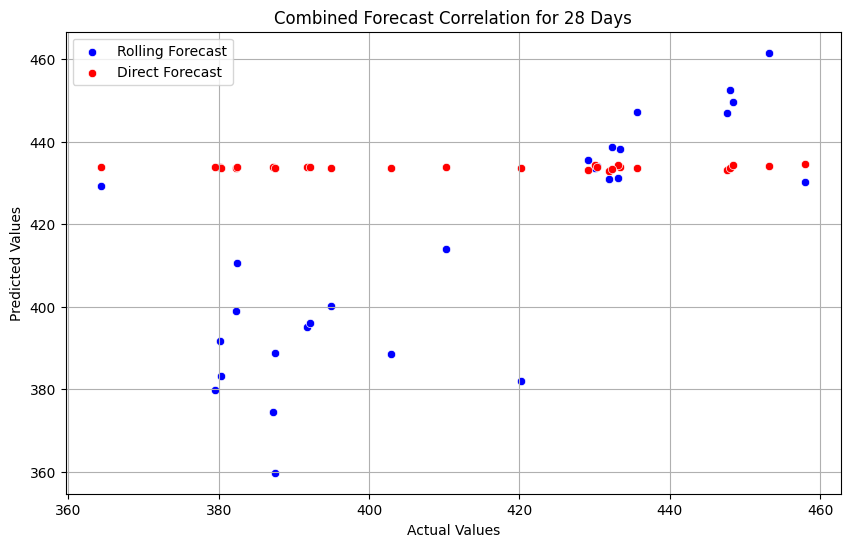 Combined Forecast Correlation for 28 Days
Rolling Forecast
Direct Forecast
460
440
420
400
380
360
Predicted Values
360 380 400 420 440 460
Actual Values